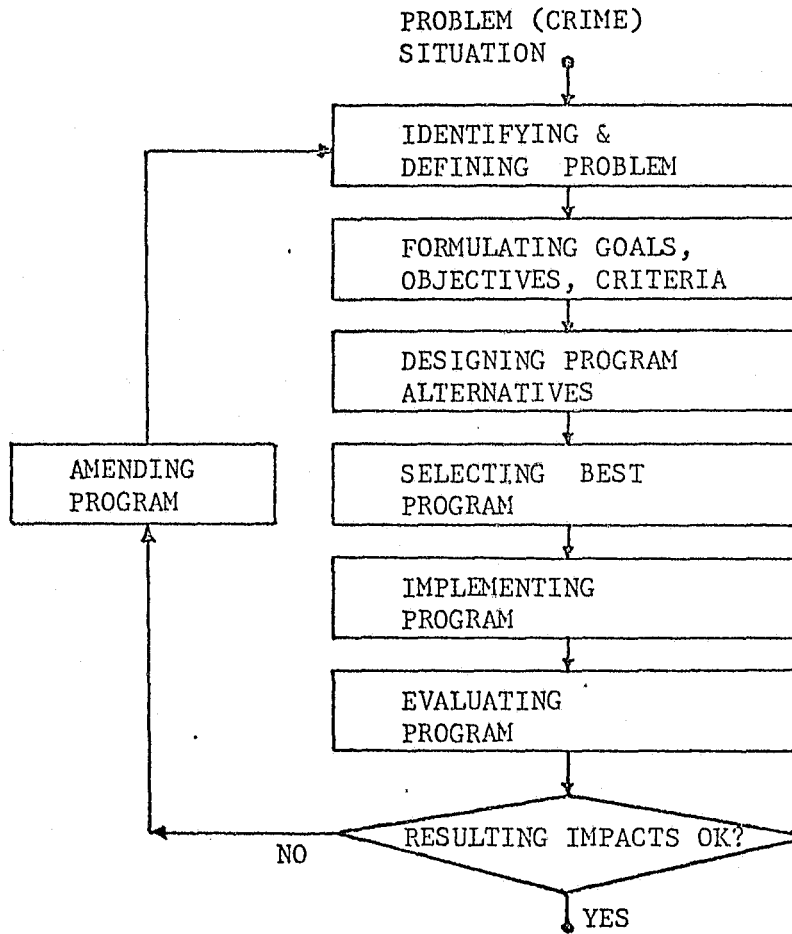 PROBLEM (CRIME)
SITUATION
IDENTIFYING &
DEFINING PROBLEM
FORMULATING GOALS,
OBJECTIVES, CRITERIA
DESIGNING PROGRAM
ALTERNATIVES
AMENDING
PROGRAM
SELECTING BEST
PROGRAM
IMPLEMENTING
PROGRAM
EVALUATING
PROGRAM
RESULTING IMPACTS OK?
NO
YES